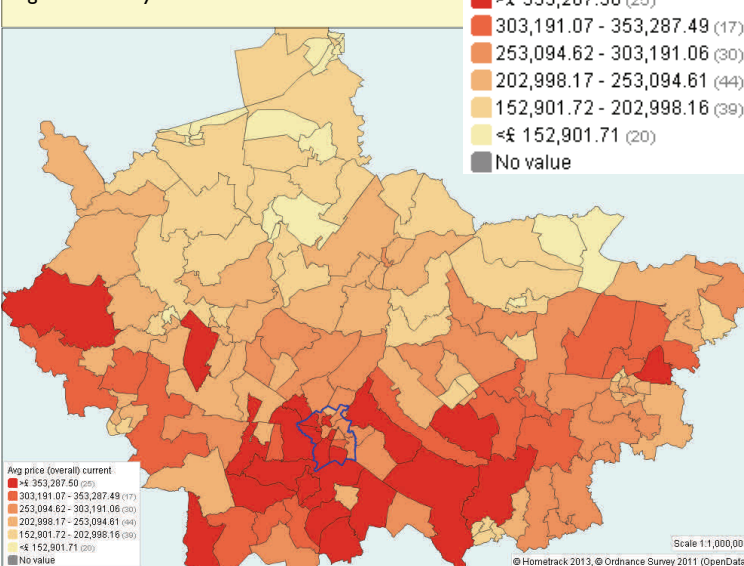 >£ 353,287.50 (25)
303,191.07 - 353,287.49 (17)
253,094.62 - 303,191.06 (30)
202,998.17 - 253,094.61 (44)
152,901.72 - 202,998.16 (39)
<£ 152,901.71 (20)
No value
Avg price (overall) current
>£ 353,287.50 (25)
303,191.07 - 353,287.49 (17)
253,094.62 - 303,191.06 (30)
202,998.17 - 253,094.61 (44)
152,901.72 - 202,998.16 (39)
<£ 152,901.71 (20)
No value
Scale 1:1,000,00
© Hometrack 2013, © Ordnance Survey 2011 (OpenData